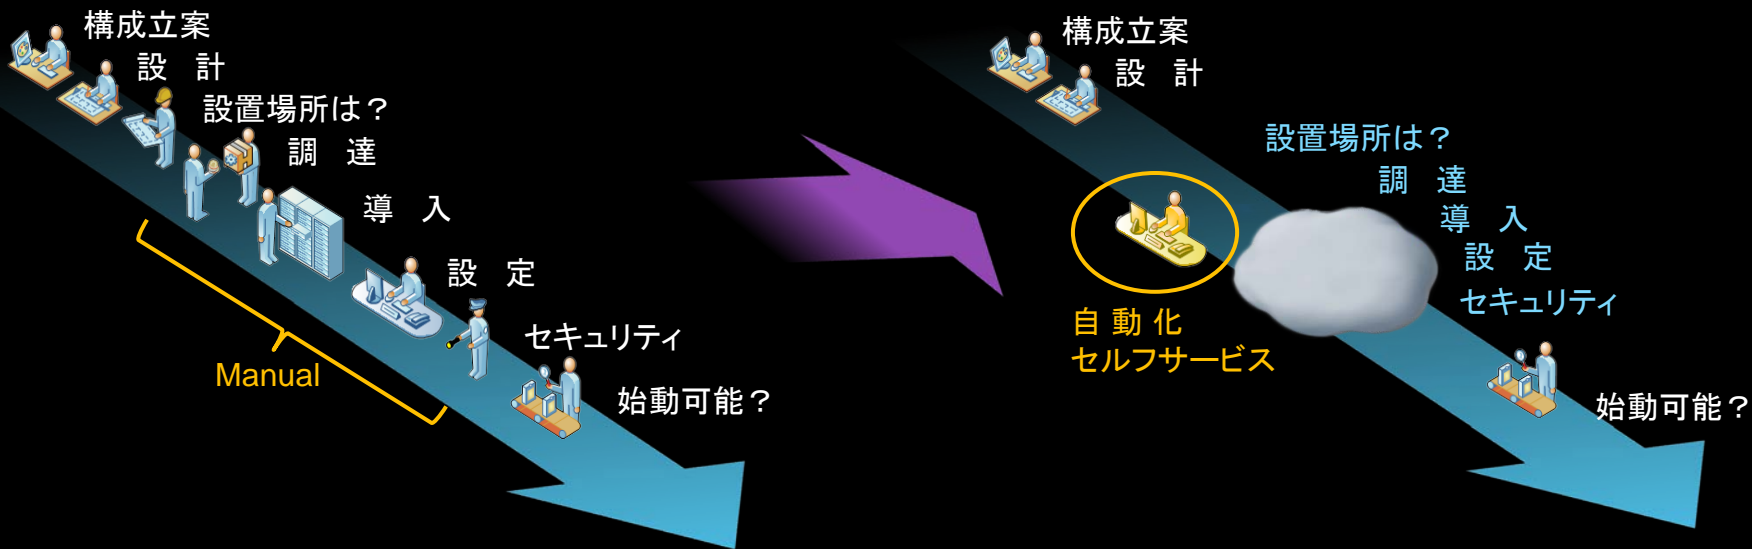 構成立案
設 計
設置場所は？
調 達
導 入
設 定
セキュリティ
始動可能？
Manual
構成立案
設 計
設置場所は？
調 達
導 入
設 定
セキュリティ
自 動 化
セルフサービス
始動可能？